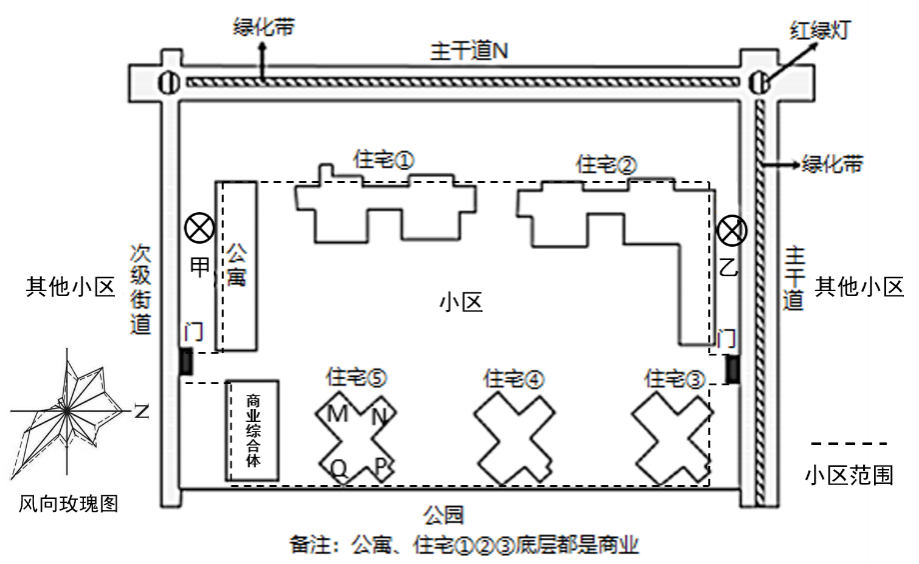 绿化带
主干道N
红绿灯
住宅①
住宅②
绿化带
甲
公寓
乙
次级街道
主干道
其他小区
小区
其他小区
门
门
N
住宅⑤
住宅④
住宅③
M
N
Q
P
商业综合体
风向玫瑰图
小区范围
公园
备注：公寓、住宅①②③底层都是商业